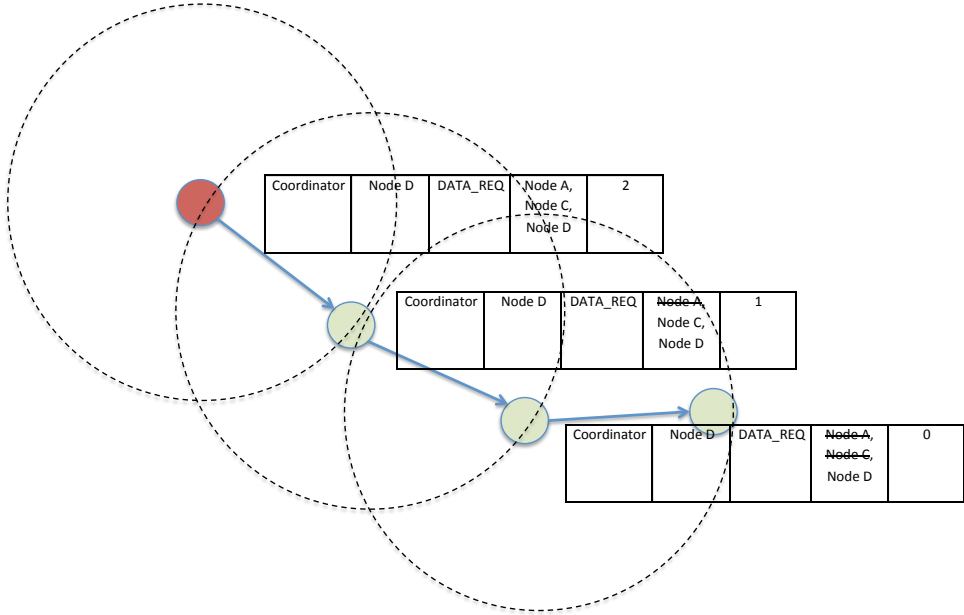 Coordinator Node D DATA_REQ Node A, 2
Node C,
Node D
Coordinator Node D DATA_REQ Node A, 1
Node C,
Node D
Coordinator Node D DATA_REQ Node A, 0
Node C,
Node D